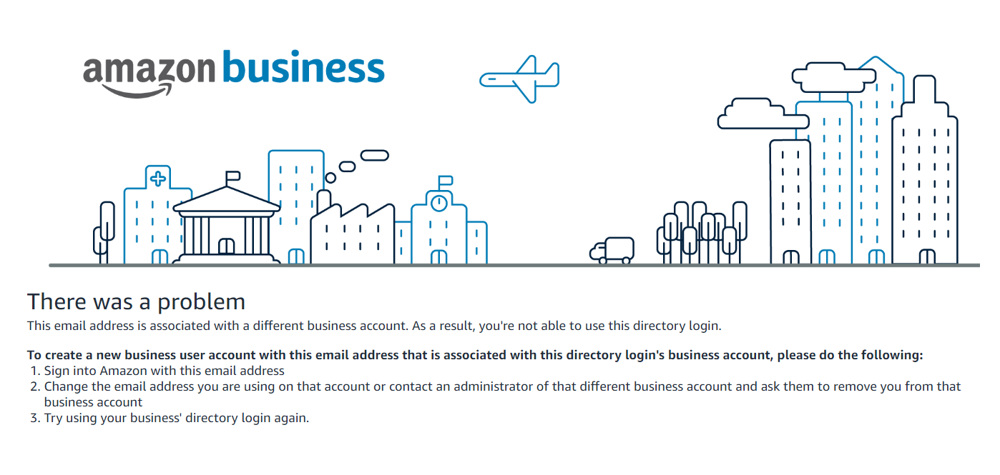 amazon business
There was a problem
This email address is associated with a different business account. As a result, you're not able to use this directory login.
To create a new business user account with this email address that is associated with this directory login's business account, please do the following:
1. Sign into Amazon with this email address
2. Change the email address you are using on that account or contact an administrator of that different business account and ask them to remove you from that
business account
3. Try using your business' directory login again.